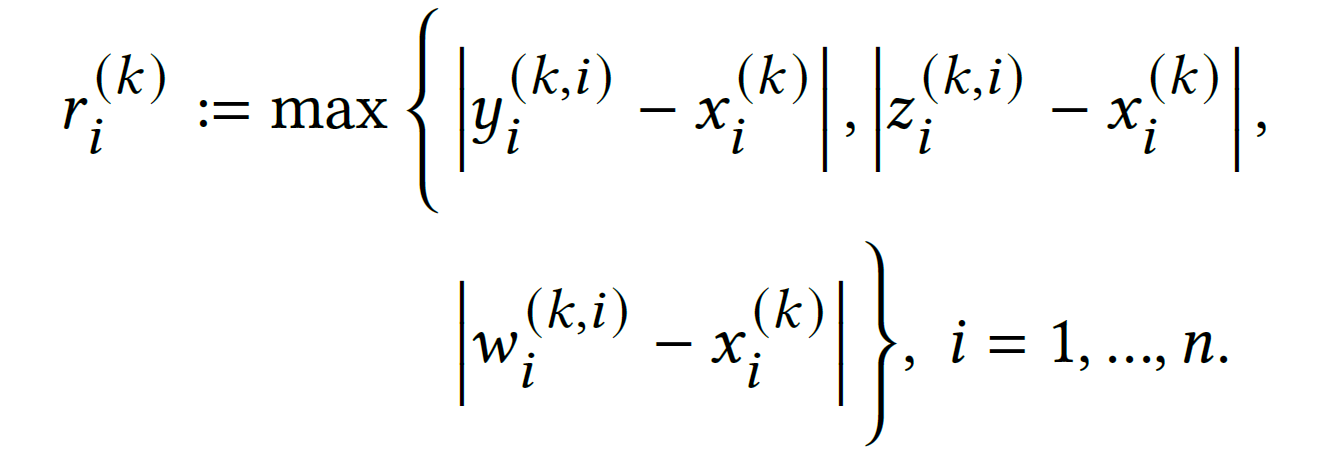 r_i^{(k)} := max { |y_i^{(k,i)} − x_i^{(k)}| , |z_i^{(k,i)} − x_i^{(k)}| ,
|w_i^{(k,i)} − x_i^{(k)}| }, i = 1, ..., n.